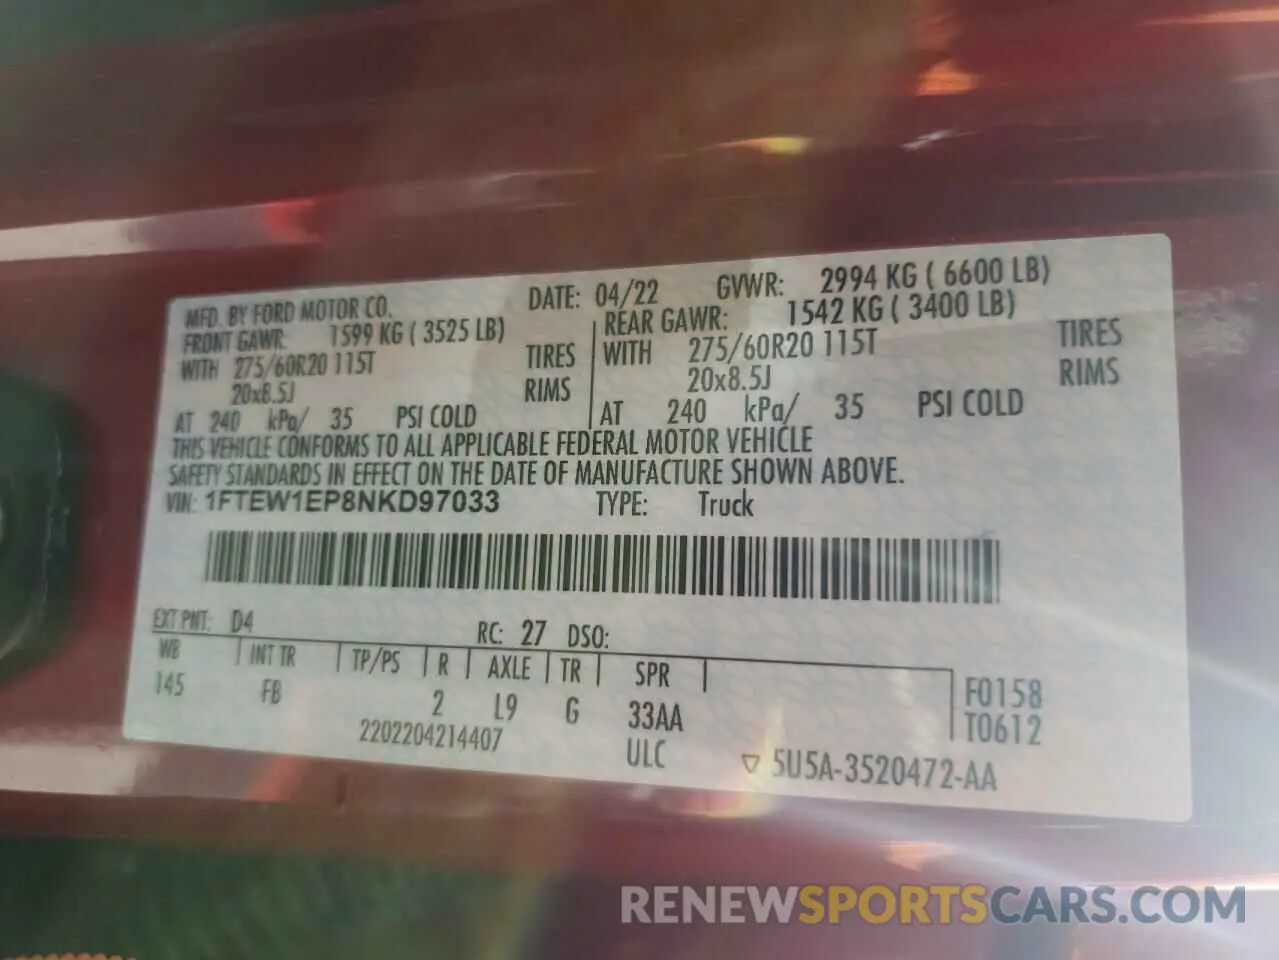 MFD. BY FORD MOTOR CO. DATE: 04/22 GVWR: 2994 KG ( 6600 LB)
FRONT GAWR: 1599 KG ( 3525 LB) REAR GAWR: 1542 KG ( 3400 LB)
WITH 275/60R20 115T TIRES WITH 275/60R20 115T TIRES
20x8.5J RIMS 20x8.5J RIMS
AT 240 kPa/ 35 PSI COLD AT 240 kPa/ 35 PSI COLD
THIS VEHICLE CONFORMS TO ALL APPLICABLE FEDERAL MOTOR VEHICLE
SAFETY STANDARDS IN EFFECT ON THE DATE OF MANUFACTURE SHOWN ABOVE.
VIN: 1FTEW1EP8NKD97033 TYPE: Truck
EXT PNT: D4 RC: 27 DSO:
WB INT TR TP/PS R AXLE TR SPR
145 FB 2 L9 G 33AA
F0158
T0612
2202204214407 ULC ▽ 5U5A-3520472-AA
RENEWSPORTSCARS.COM